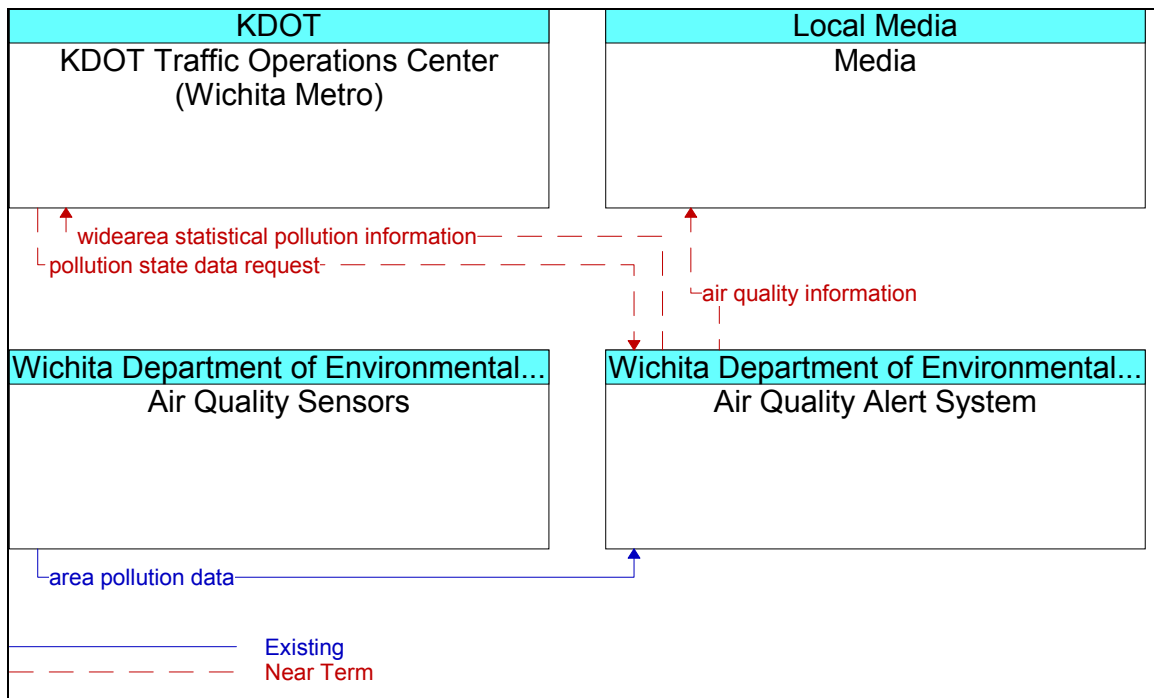 KDOT
KDOT Traffic Operations Center
(Wichita Metro)
Local Media
Media
widearea statistical pollution information
pollution state data request
air quality information
Wichita Department of Environmental...
Air Quality Sensors
Wichita Department of Environmental...
Air Quality Alert System
area pollution data
Existing
Near Term